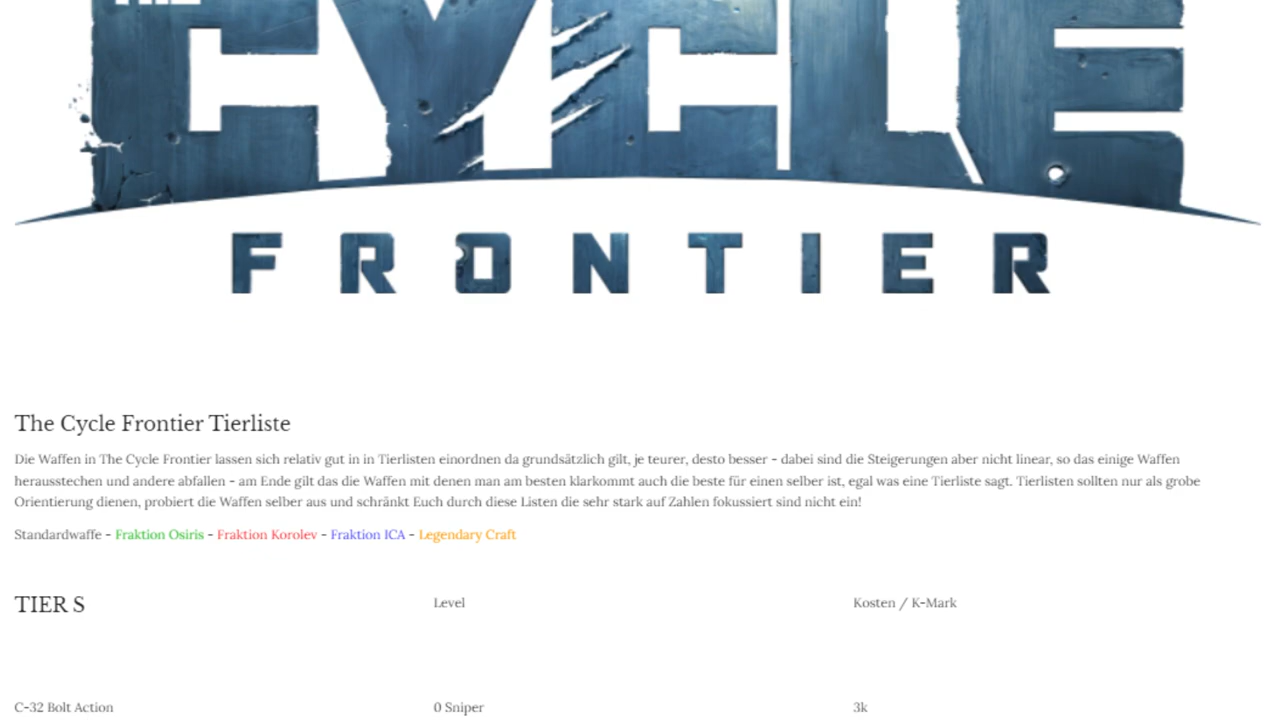 CYCLE
FRONTIER
The Cycle Frontier Tierliste
Die Waffen in The Cycle Frontier lassen sich relativ gut in in Tierlisten einordnen da grundsätzlich gilt, je teurer, desto besser - dabei sind die Steigerungen aber nicht linear, so das einige Waffen
herausstechen und andere abfallen - am Ende gilt das die Waffen mit denen man am besten klarkommt auch die beste für einen selber ist, egal was eine Tierliste sagt. Tierlisten sollten nur als grobe
Orientierung dienen, probiert die Waffen selber aus und schränkt Euch durch diese Listen die sehr stark auf Zahlen fokussiert sind nicht ein!
Standardwaffe - Fraktion Osiris - Fraktion Korolev - Fraktion ICA - Legendary Craft
TIER S Level Kosten / K-Mark
C-32 Bolt Action 0 Sniper 3k